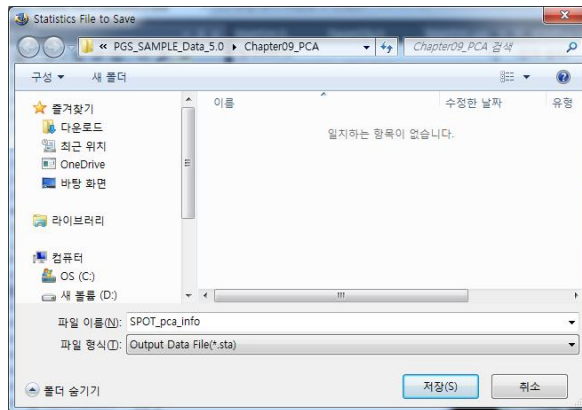 Statistics File to Save
« PGS_SAMPLE_Data_5.0 ▸ Chapter09_PCA
Chapter09_PCA 검색
구성 ▼ 새 폴더
즐겨찾기
다운로드
최근 위치
OneDrive
바탕 화면
라이브러리
컴퓨터
OS (C:)
새 볼륨 (D:)
이름 수정한 날짜 유형
일치하는 항목이 없습니다.
파일 이름(N): SPOT_pca_info
파일 형식(T): Output Data File(*.sta)
폴더 숨기기
저장(S) 취소